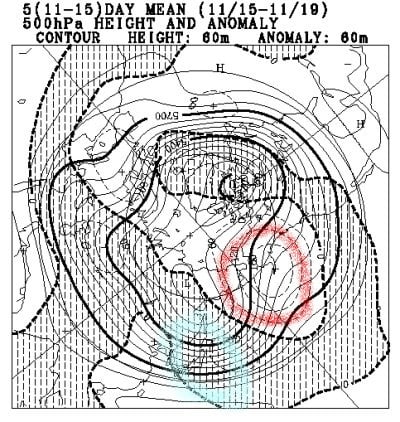 5(11-15)DAY MEAN (11/15-11/19)
500hPa HEIGHT AND ANOMALY
CONTOUR HEIGHT: 60m ANOMALY: 60m
H
5700
H
L
0